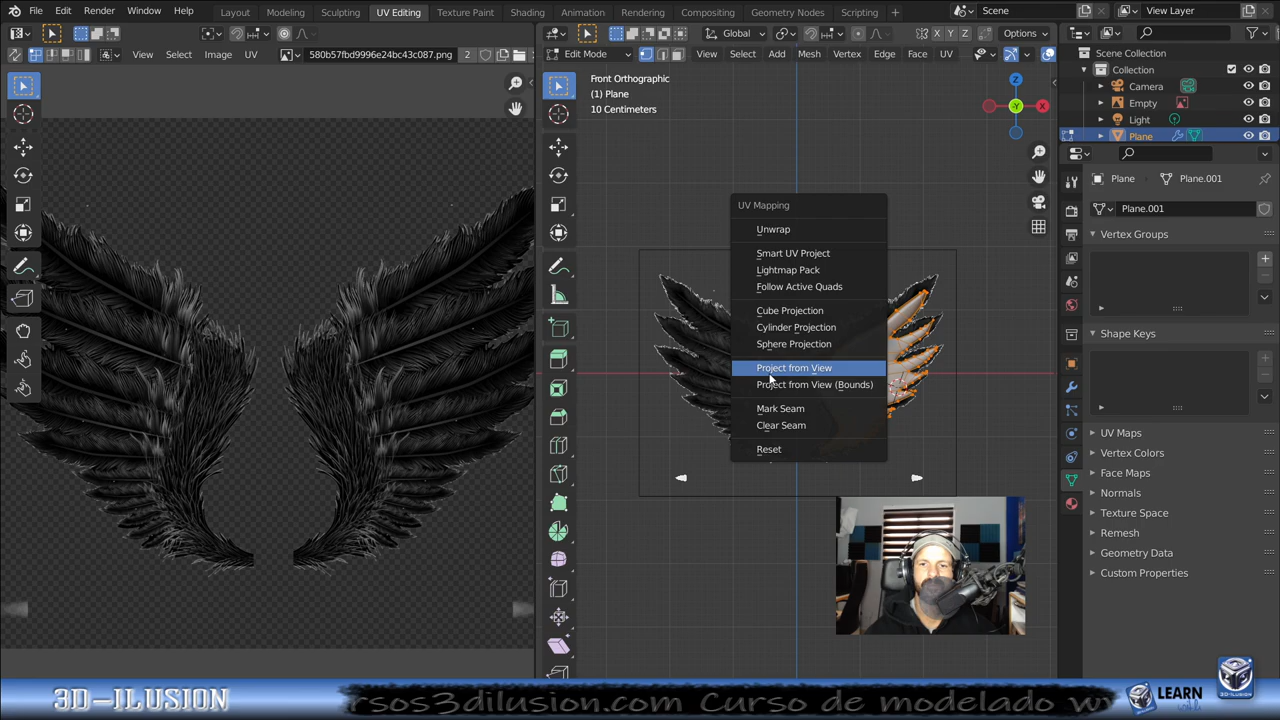 File Edit Render Window Help Layout Modeling Sculpting UV Editing Texture Paint Shading Animation Rendering Compositing Geometry Nodes Scripting + Scene View Layer
Global X Y Z Options
View Select Image UV 580b57fbd9996e24bc43c087.png 2
Edit Mode View Select Add Mesh Vertex Edge Face UV
Scene Collection
Collection
Camera
Empty
Light
Plane
Front Orthographic
(1) Plane
10 Centimeters
Z
X
-Y
UV Mapping
Unwrap
Smart UV Project
Lightmap Pack
Follow Active Quads
Cube Projection
Cylinder Projection
Sphere Projection
Project from View
Project from View (Bounds)
Mark Seam
Clear Seam
Reset
Plane Plane.001
Plane.001
Vertex Groups
Shape Keys
UV Maps
Vertex Colors
Face Maps
Normals
Texture Space
Remesh
Geometry Data
Custom Properties
3D-ILUSION
rsos3dilusion.com Curso de modelado w
LEARN
3D-ILUSION